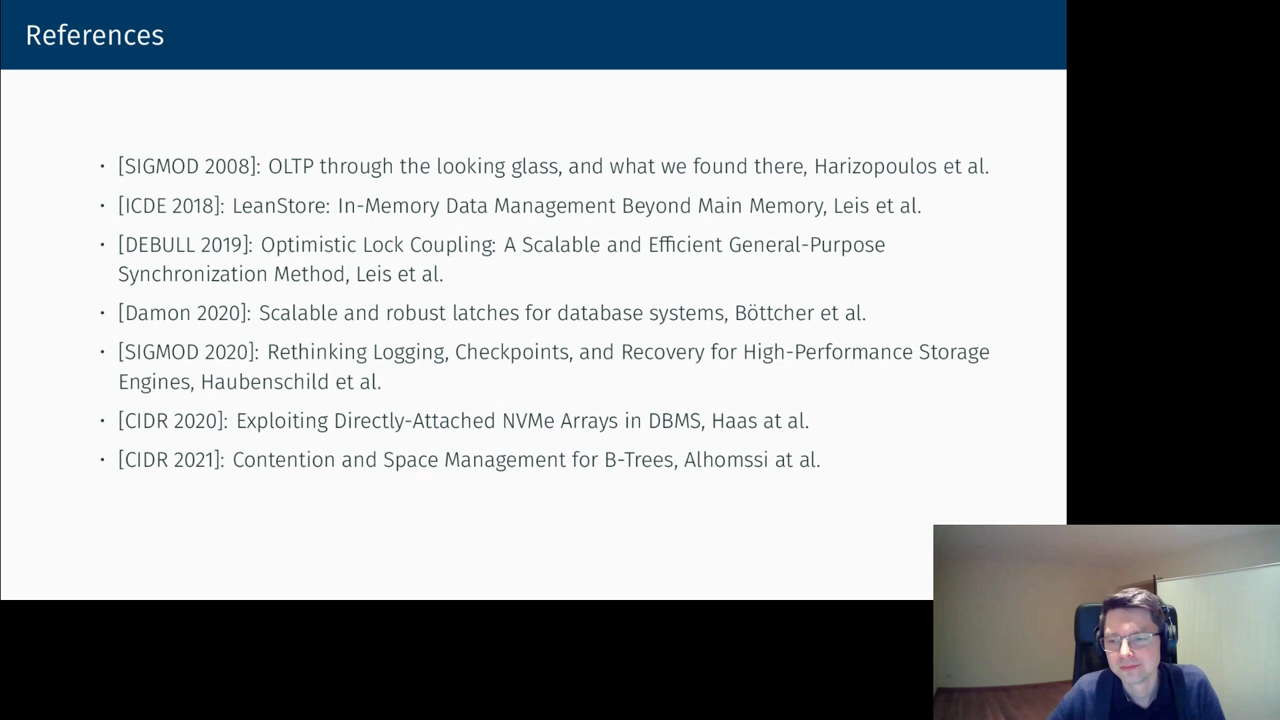 References
· [SIGMOD 2008]: OLTP through the looking glass, and what we found there, Harizopoulos et al.
· [ICDE 2018]: LeanStore: In-Memory Data Management Beyond Main Memory, Leis et al.
· [DEBULL 2019]: Optimistic Lock Coupling: A Scalable and Efficient General-Purpose
Synchronization Method, Leis et al.
· [Damon 2020]: Scalable and robust latches for database systems, Böttcher et al.
· [SIGMOD 2020]: Rethinking Logging, Checkpoints, and Recovery for High-Performance Storage
Engines, Haubenschild et al.
· [CIDR 2020]: Exploiting Directly-Attached NVMe Arrays in DBMS, Haas at al.
· [CIDR 2021]: Contention and Space Management for B-Trees, Alhomssi at al.